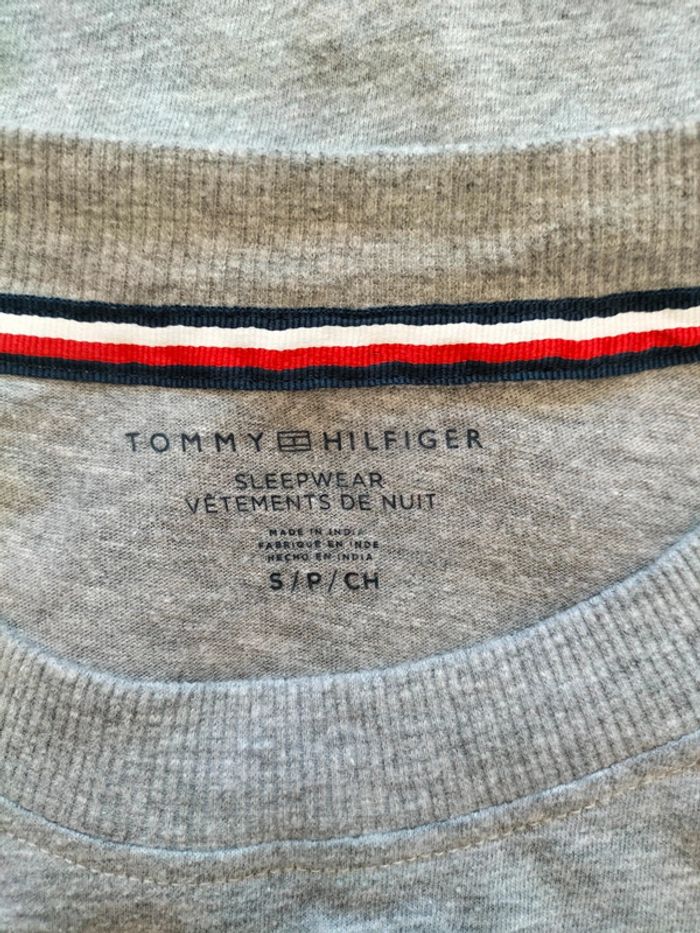 TOMMY HILFIGER
SLEEPWEAR
VÊTEMENTS DE NUIT
MADE IN INDIA
FABRIQUÉ EN INDE
HECHO EN INDIA
S/P/CH